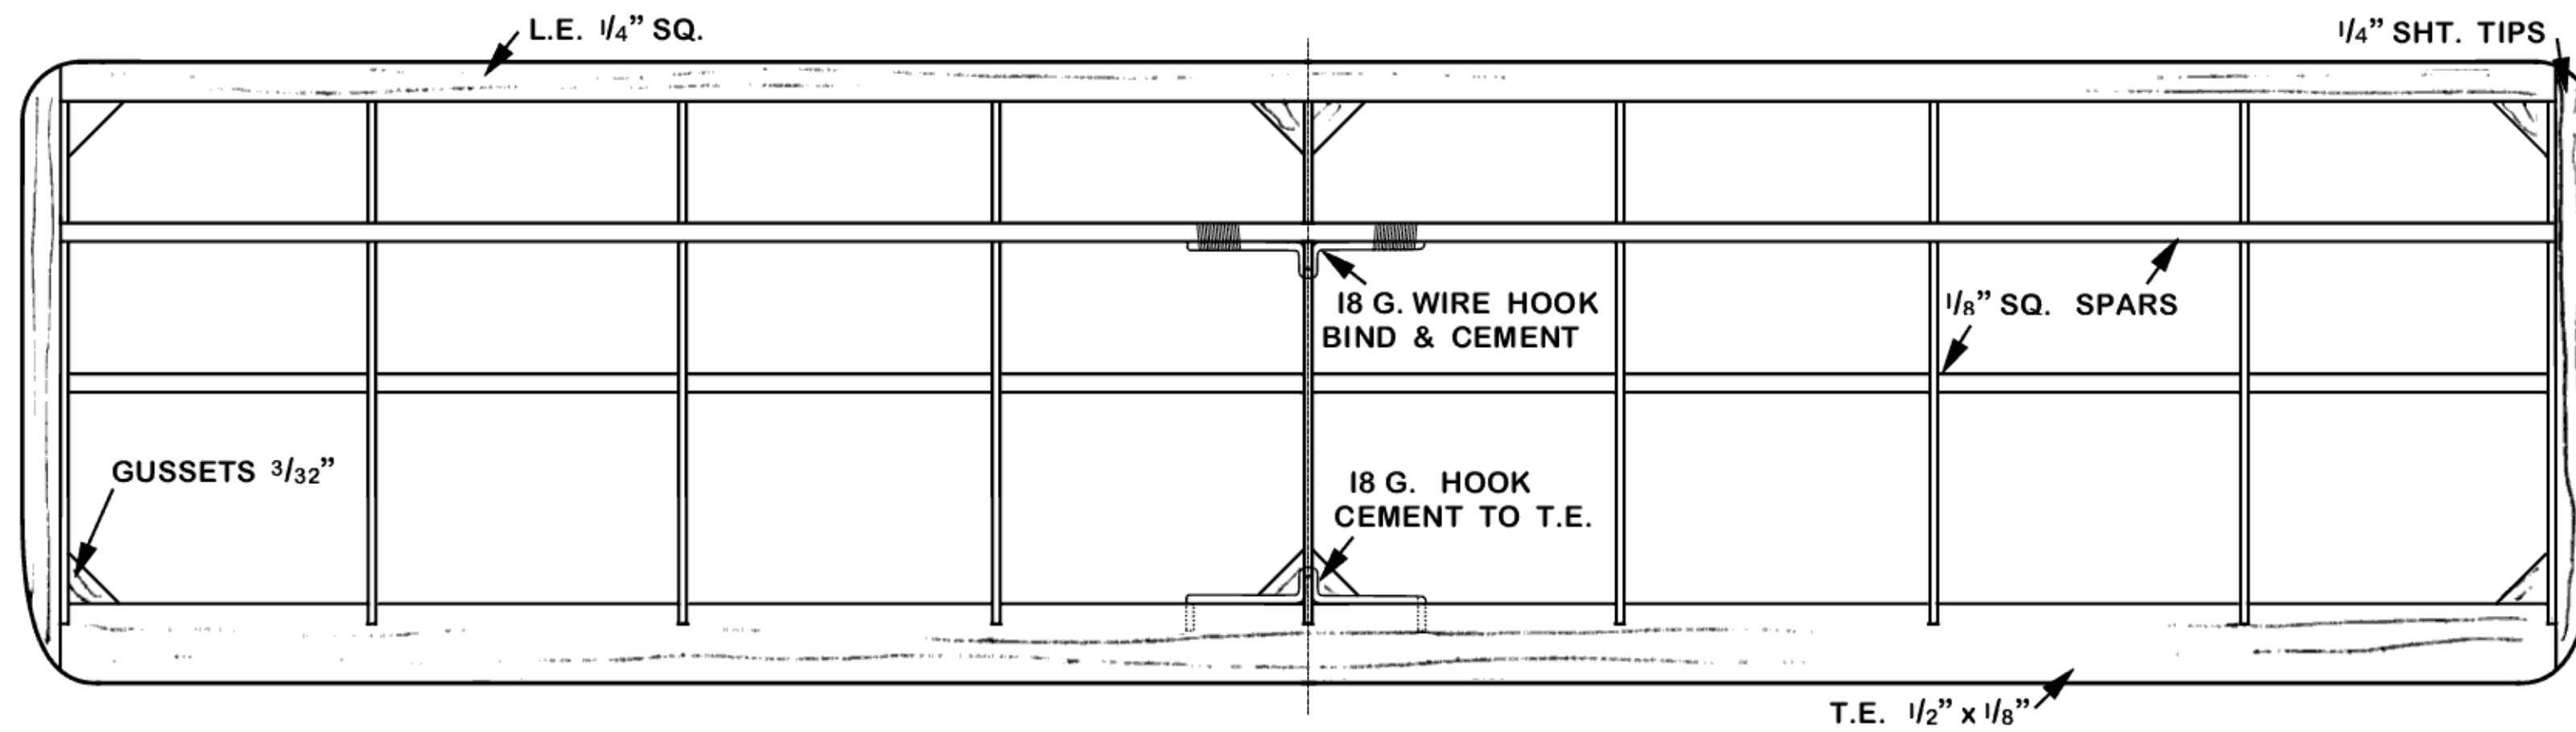 L.E. 1/4” SQ.
1/4” SHT. TIPS
18 G. WIRE HOOK
BIND & CEMENT
1/8” SQ. SPARS
GUSSETS 3/32”
18 G. HOOK
CEMENT TO T.E.
T.E. 1/2” x 1/8”